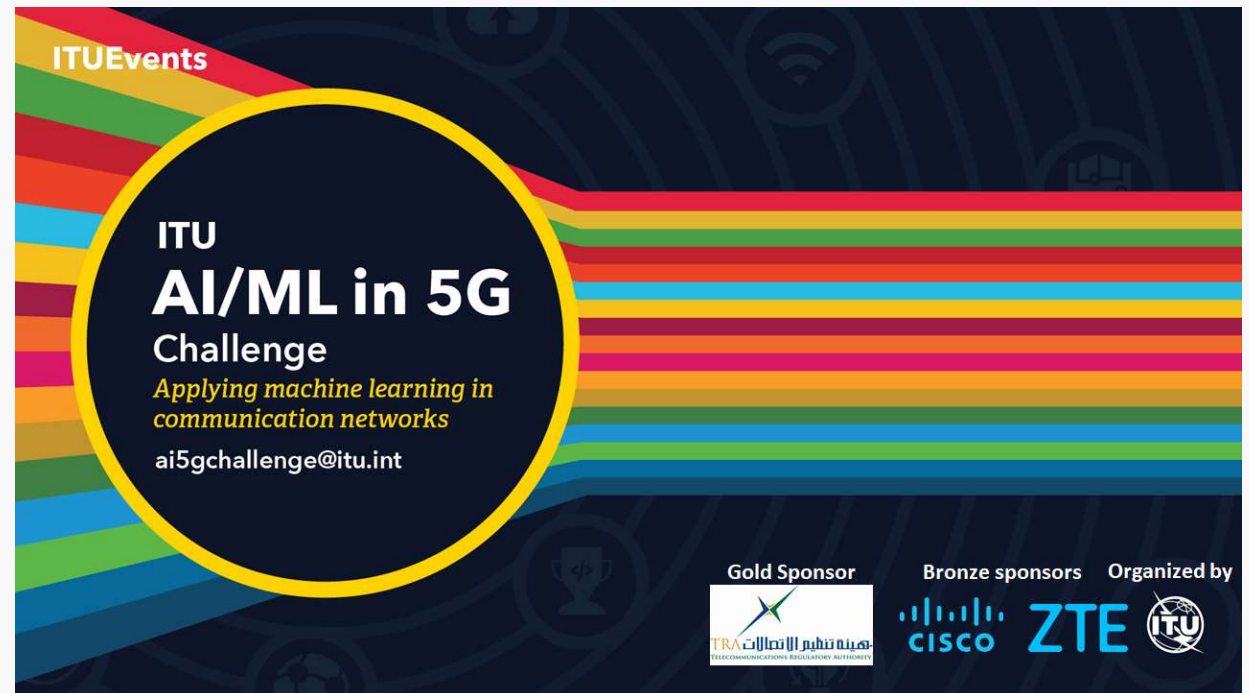 ITUEvents
ITU
AI/ML in 5G
Challenge
Applying machine learning in
communication networks
ai5gchallenge@itu.int
Gold Sponsor
Bronze sponsors
Organized by
TRA هيئة تنظيم الاتصالات
TELECOMMUNICATIONS REGULATORY AUTHORITY
CISCO
ZTE
ITU